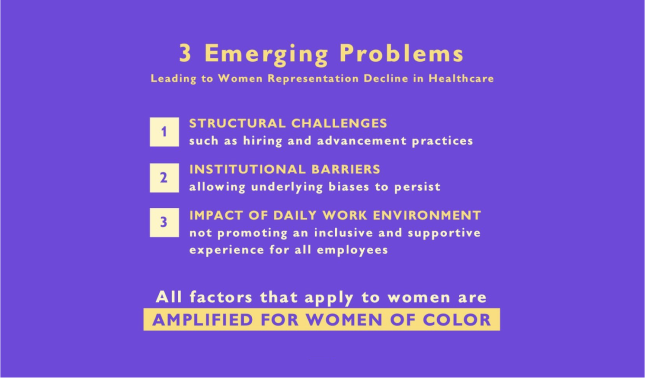 3 Emerging Problems
Leading to Women Representation Decline in Healthcare
1
STRUCTURAL CHALLENGES
such as hiring and advancement practices
2
INSTITUTIONAL BARRIERS
allowing underlying biases to persist
3
IMPACT OF DAILY WORK ENVIRONMENT
not promoting an inclusive and supportive
experience for all employees
All factors that apply to women are
AMPLIFIED FOR WOMEN OF COLOR